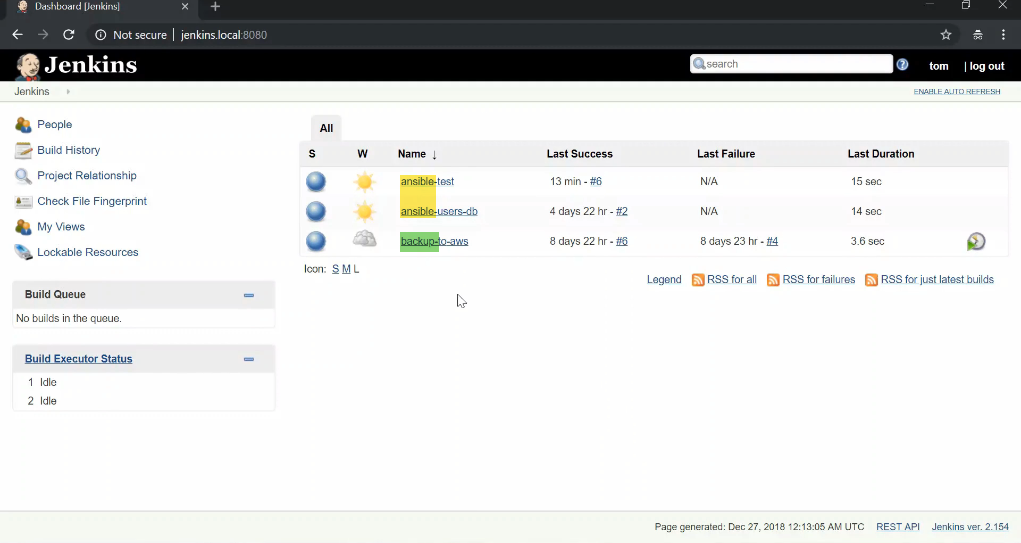 Dashboard [Jenkins]
Not secure | jenkins.local:8080
Jenkins
search
tom | log out
Jenkins
ENABLE AUTO REFRESH
People
Build History
Project Relationship
Check File Fingerprint
My Views
Lockable Resources
Build Queue
No builds in the queue.
Build Executor Status
1 Idle
2 Idle
All
S W Name ↓ Last Success Last Failure Last Duration
ansible-test 13 min - #6 N/A 15 sec
ansible-users-db 4 days 22 hr - #2 N/A 14 sec
backup-to-aws 8 days 22 hr - #6 8 days 23 hr - #4 3.6 sec
Icon: S M L
Legend RSS for all RSS for failures RSS for just latest builds
Page generated: Dec 27, 2018 12:13:05 AM UTC REST API Jenkins ver. 2.154